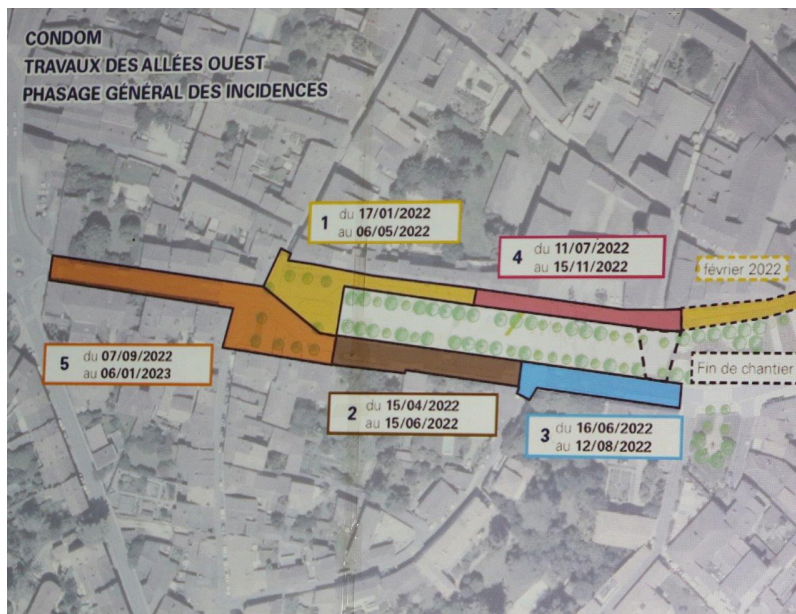 CONDOM
TRAVAUX DES ALLÉES OUEST
PHASAGE GÉNÉRAL DES INCIDENCES
1 du 17/01/2022
au 06/05/2022
4 du 11/07/2022
au 15/11/2022
février 2022
5 du 07/09/2022
au 06/01/2023
Fin de chantier
2 du 15/04/2022
au 15/06/2022
3 du 16/06/2022
au 12/08/2022